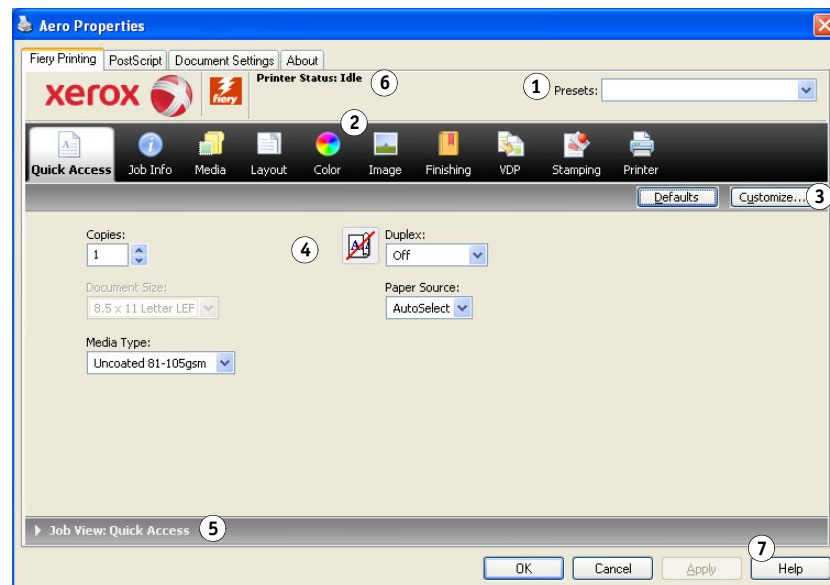 Aero Properties
Fiery Printing PostScript Document Settings About
xerox fiery Printer Status: Idle 6 1 Presets:
2
Quick Access Job Info Media Layout Color Image Finishing VDP Stamping Printer
Defaults Customize... 3
Copies: 4 Duplex:
1 Off
Document Size: Paper Source:
8.5 x 11 Letter LEF AutoSelect
Media Type:
Uncoated 81-105gsm
Job View: Quick Access 5
7
OK Cancel Apply Help